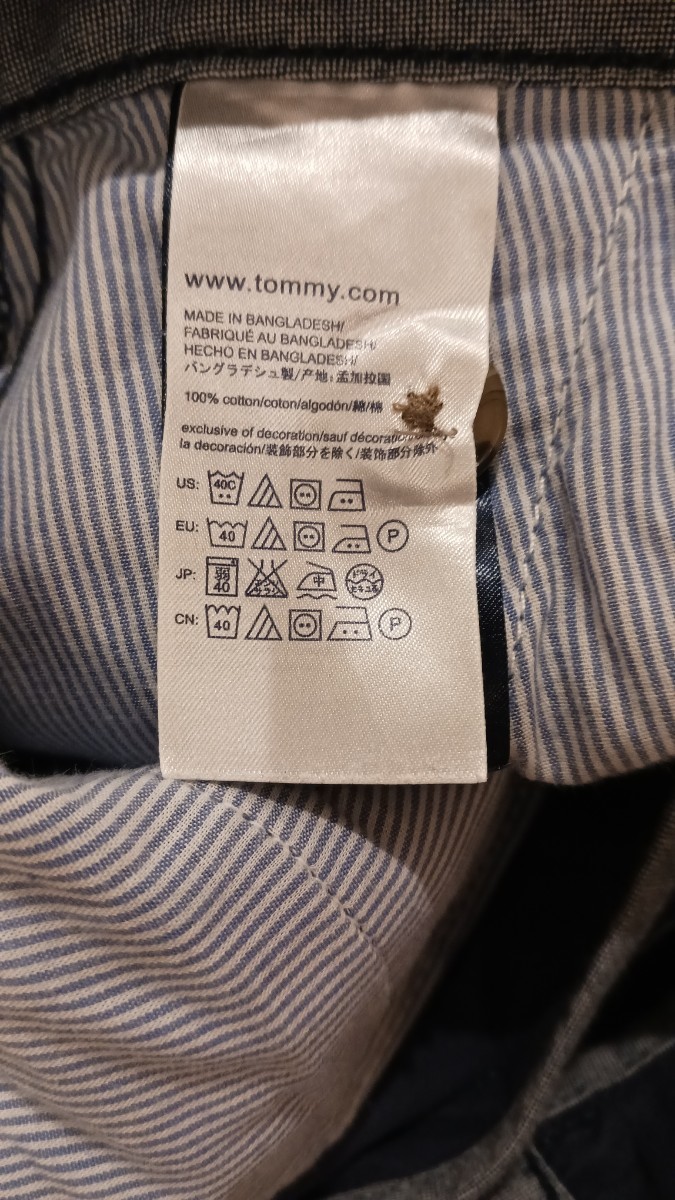 www.tommy.com
MADE IN BANGLADESH/
FABRIQUÉ AU BANGLADESH/
HECHO EN BANGLADESH/
バングラデシュ製/产地:孟加拉国
100% cotton/coton/algodón/綿/棉
exclusive of decoration/sauf décoration/
la decoración/装飾部分を除く/装饰部分除外
US: 40C
EU: 40 P
JP: 弱 40 中 ドライ
CN: 40 P